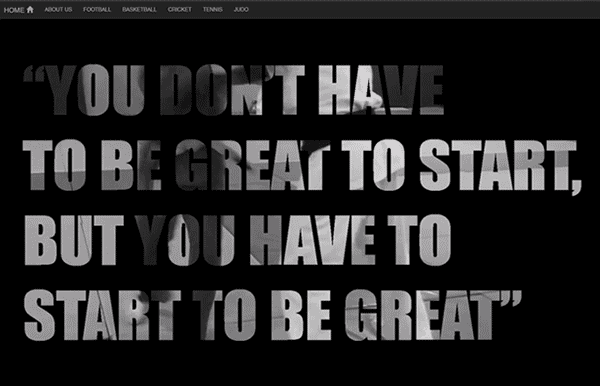 HOME ABOUT US FOOTBALL BASKETBALL CRICKET TENNIS JUDO
“YOU DON'T HAVE
TO BE GREAT TO START,
BUT YOU HAVE TO
START TO BE GREAT”